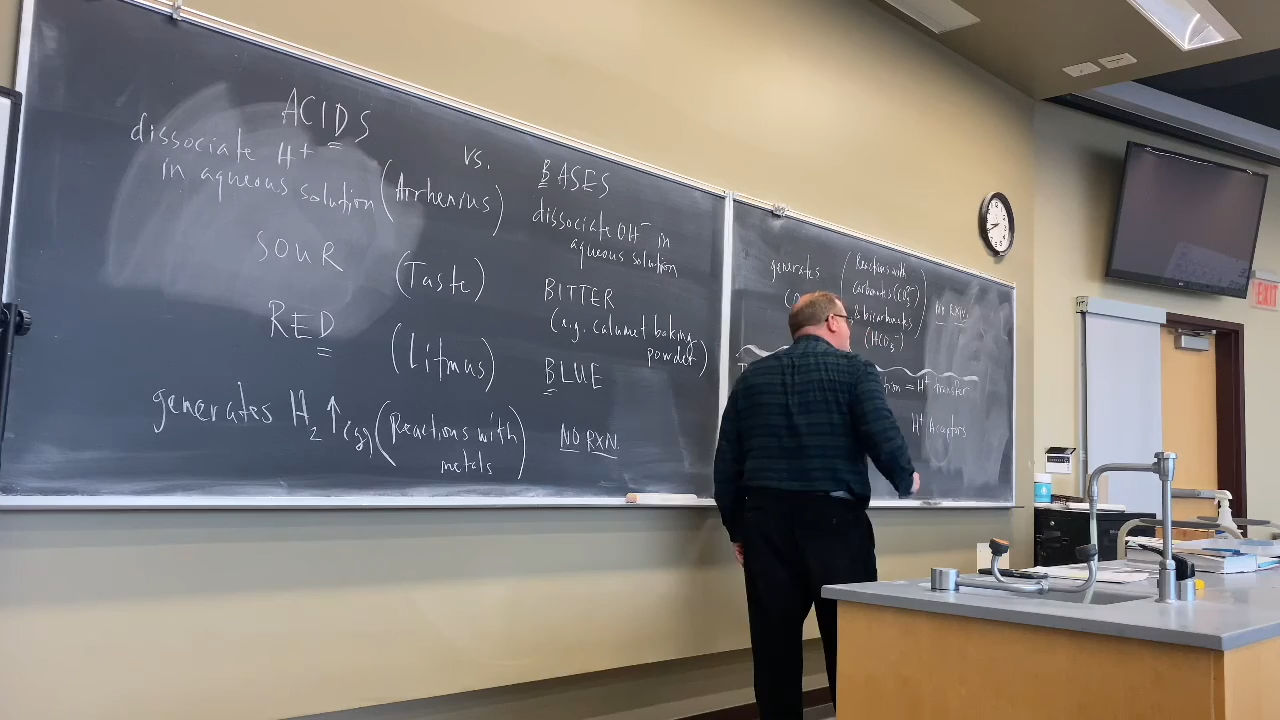 ACIDS
vs.
BASES
dissociate H+
in aqueous solution
(Arrhenius)
dissociate OH- in
aqueous solution
SOUR
(Taste)
BITTER
(e.g. calumet baking
powder)
RED
(Litmus)
BLUE
generates H2↑(g)
(Reactions with
metals)
NO RXN.
generates
(Reactions with
carbonates (CO3
& bicarbonates
(HCO3-)
NO RXN.
= H+ Transfer
H+ Acceptors
EXIT